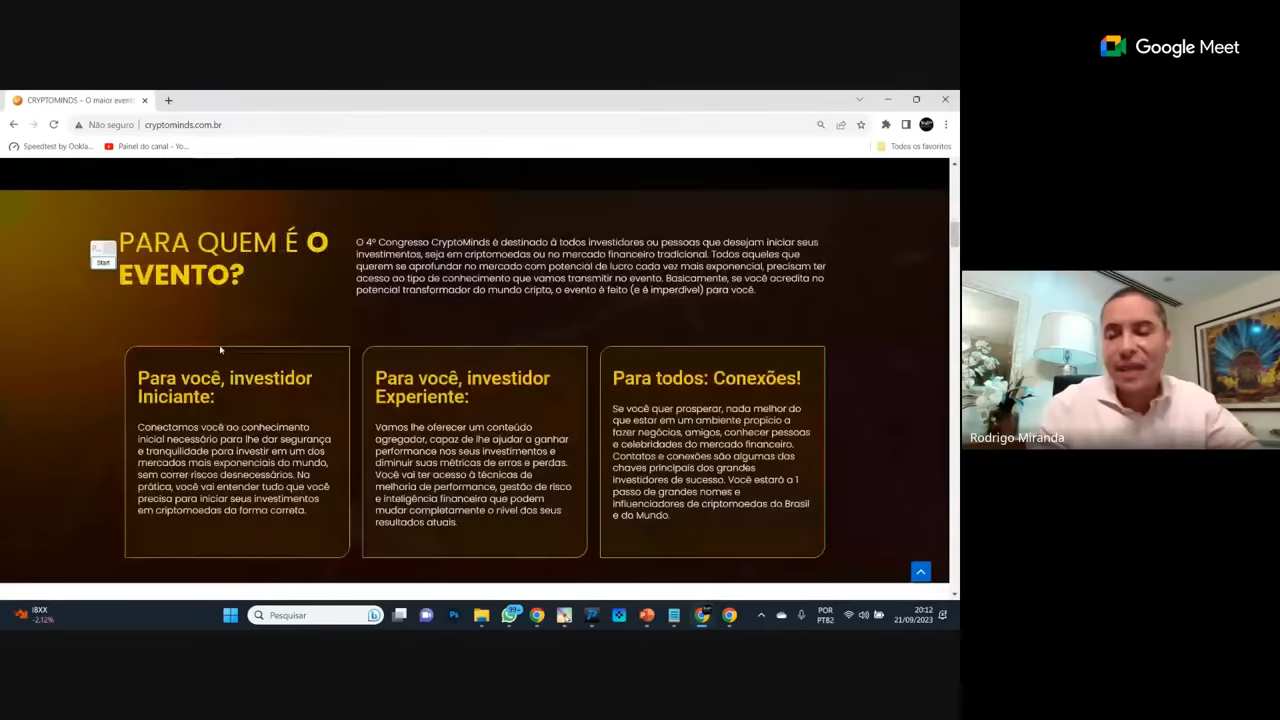 Google Meet
CRYPTOMINDS – O maior evento
Não seguro
cryptominds.com.br
Speedtest by Ookla...
Painel do canal - Yo...
Todos os favoritos
PARA QUEM É O
EVENTO?
Start
O 4º Congresso CryptoMinds é destinado à todos investidores ou pessoas que desejam iniciar seus
investimentos, seja em criptomoedas ou no mercado financeiro tradicional. Todos aqueles que
querem se aprofundar no mercado com potencial de lucro cada vez mais exponencial, precisam ter
acesso ao tipo de conhecimento que vamos transmitir no evento. Basicamente, se você acredita no
potencial transformador do mundo cripto, o evento é feito (e é imperdível) para você.
Para você, investidor
Iniciante:
Conectamos você ao conhecimento
inicial necessário para lhe dar segurança
e tranquilidade para investir em um dos
mercados mais exponenciais do mundo,
sem correr riscos desnecessários. Na
prática, você vai entender tudo que você
precisa para iniciar seus investimentos
em criptomoedas da forma correta.
Para você, investidor
Experiente:
Vamos lhe oferecer um conteúdo
agregador, capaz de lhe ajudar a ganhar
performance nos seus investimentos e
diminuir suas métricas de erros e perdas.
Você vai ter acesso à técnicas de
melhoria de performance, gestão de risco
e inteligência financeira que podem
mudar completamente o nível dos seus
resultados atuais.
Para todos: Conexões!
Se você quer prosperar, nada melhor do
que estar em um ambiente propício a
fazer negócios, amigos, conhecer pessoas
e celebridades do mercado financeiro.
Contatos e conexões são algumas das
chaves principais dos grandes
investidores de sucesso. Você estará a 1
passo de grandes nomes e
influenciadores de criptomoedas do Brasil
e do Mundo.
Rodrigo Miranda
IBXX
-2.12%
Pesquisar
Ps
99+
POR
PTB2
20:12
21/09/2023